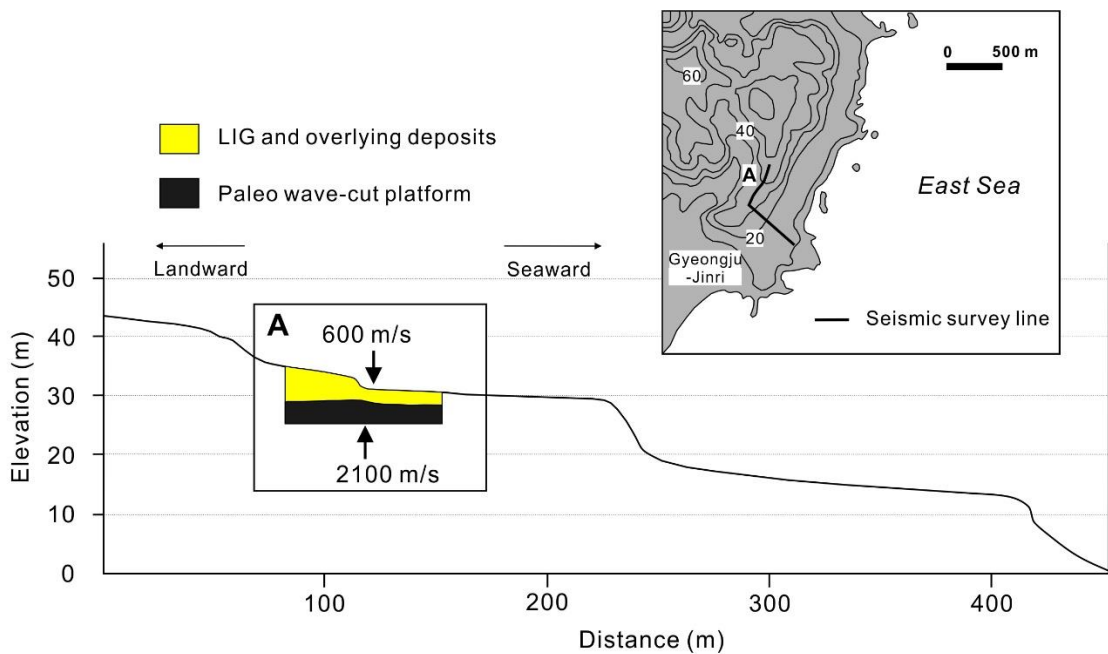 0 500 m
60
40
A
East Sea
20
Gyeongju
-Jinri
Seismic survey line
LIG and overlying deposits
Paleo wave-cut platform
Landward
Seaward
A
600 m/s
2100 m/s
Elevation (m)
50
40
30
20
10
0
100
200
300
400
Distance (m)